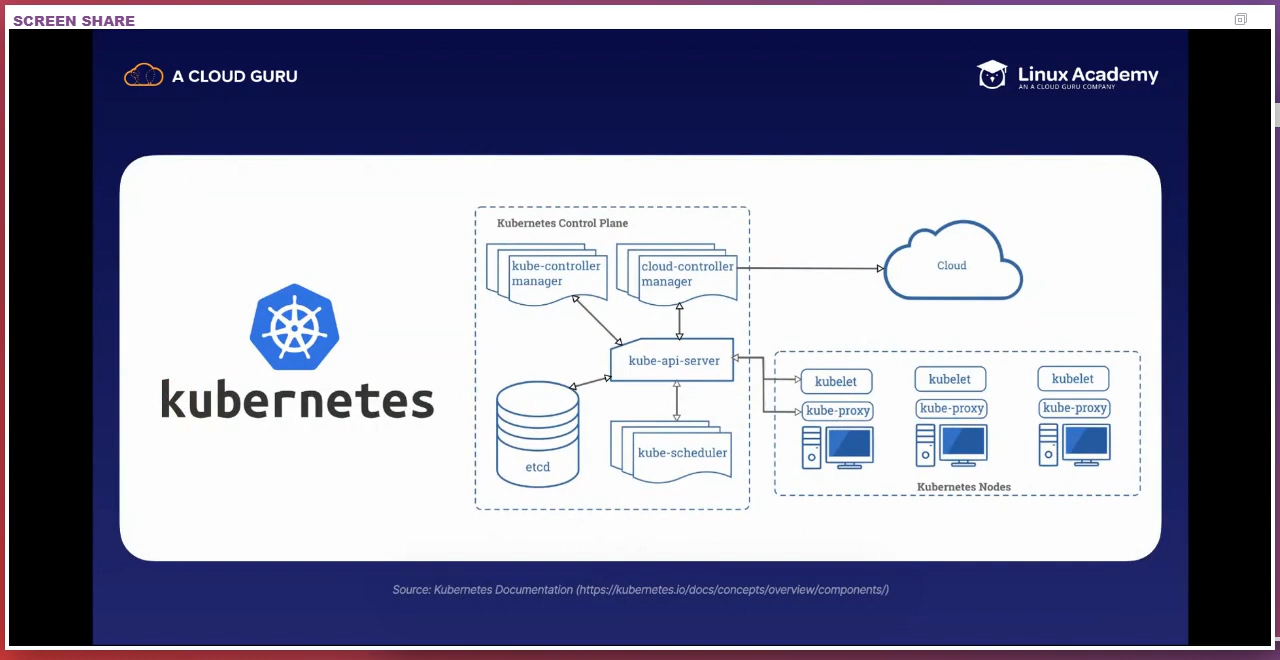 SCREEN SHARE
A CLOUD GURU
Linux Academy
AN A CLOUD GURU COMPANY
kubernetes
Kubernetes Control Plane
kube-controller
manager
cloud-controller
manager
Cloud
kube-api-server
etcd
kube-scheduler
kubelet
kubelet
kubelet
kube-proxy
kube-proxy
kube-proxy
Kubernetes Nodes
Source: Kubernetes Documentation (https://kubernetes.io/docs/concepts/overview/components/)